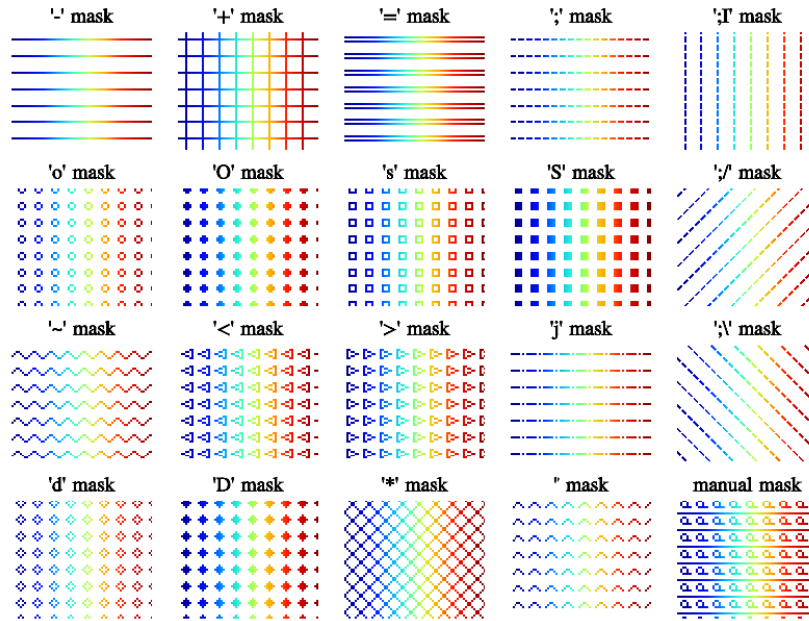 '-' mask
'+' mask
'=' mask
';' mask
';I' mask
'o' mask
'O' mask
's' mask
'S' mask
';/' mask
'~' mask
'<' mask
'>' mask
'j' mask
';\' mask
'd' mask
'D' mask
'*' mask
'' mask
manual mask